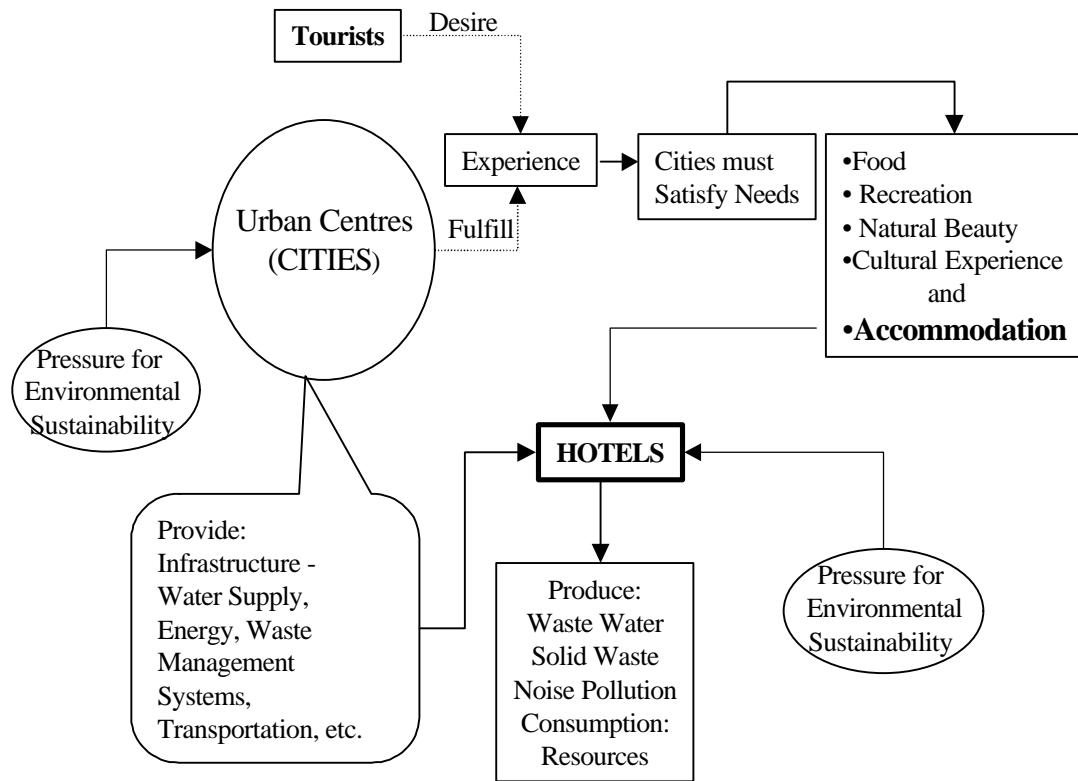 Tourists
Desire
Experience
Cities must
Satisfy Needs
•Food
• Recreation
• Natural Beauty
•Cultural Experience
and
•Accommodation
Urban Centres
(CITIES)
Fulfill
Pressure for
Environmental
Sustainability
HOTELS
Provide:
Infrastructure -
Water Supply,
Energy, Waste
Management
Systems,
Transportation, etc.
Produce:
Waste Water
Solid Waste
Noise Pollution
Consumption:
Resources
Pressure for
Environmental
Sustainability